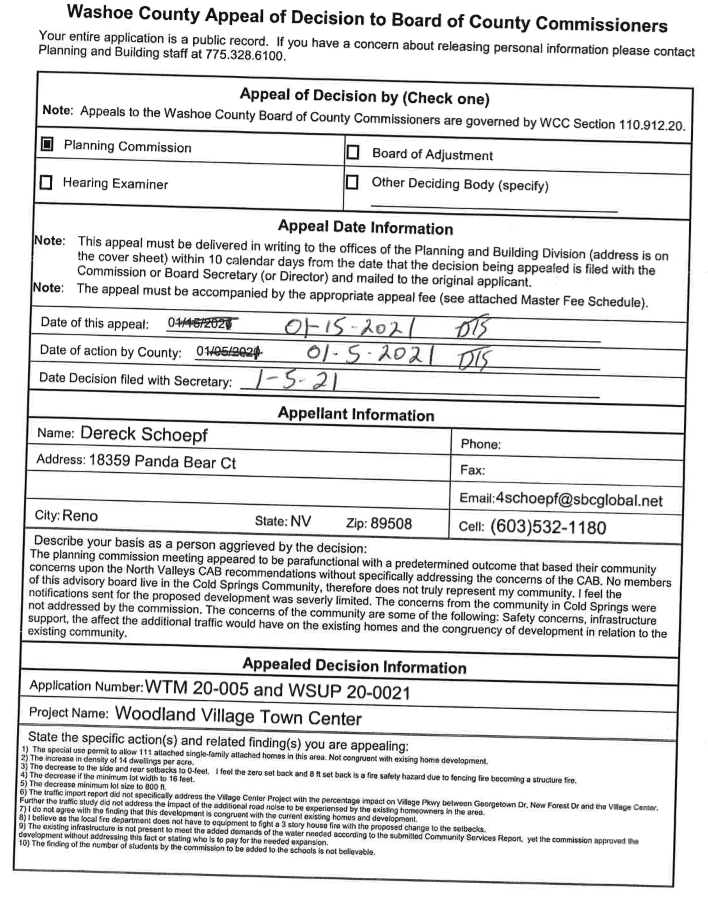 Washoe County Appeal of Decision to Board of County Commissioners
Your entire application is a public record. If you have a concern about releasing personal information please contact
Planning and Building staff at 775.328.6100.
Appeal of Decision by (Check one)
Note: Appeals to the Washoe County Board of County Commissioners are governed by WCC Section 110.912.20.
Planning Commission
Board of Adjustment
Hearing Examiner
Other Deciding Body (specify)
Appeal Date Information
Note: This appeal must be delivered in writing to the offices of the Planning and Building Division (address is on
the cover sheet) within 10 calendar days from the date that the decision being appealed is filed with the
Commission or Board Secretary (or Director) and mailed to the original applicant.
Note: The appeal must be accompanied by the appropriate appeal fee (see attached Master Fee Schedule).
Date of this appeal: 01/15/2021 01-15-2021 DTS
Date of action by County: 01/05/2021 01-5-2021 DTS
Date Decision filed with Secretary: 1-5-21
Appellant Information
Name: Dereck Schoepf
Phone:
Address: 18359 Panda Bear Ct
Fax:
Email:4schoepf@sbcglobal.net
City: Reno State: NV Zip: 89508 Cell: (603)532-1180
Describe your basis as a person aggrieved by the decision:
The planning commission meeting appeared to be parafunctional with a predetermined outcome that based their community
concerns upon the North Valleys CAB recommendations without specifically addressing the concerns of the CAB. No members
of this advisory board live in the Cold Springs Community, therefore does not truly represent my community. I feel the
notifications sent for the proposed development was severly limited. The concerns from the community in Cold Springs were
not addressed by the commission. The concerns of the community are some of the following: Safety concerns, infrastructure
support, the affect the additional traffic would have on the existing homes and the congruency of development in relation to the
existing community.
Appealed Decision Information
Application Number: WTM 20-005 and WSUP 20-0021
Project Name: Woodland Village Town Center
State the specific action(s) and related finding(s) you are appealing:
1) The special use permit to allow 111 attached single-family attached homes in this area. Not congruent with exising home development.
2) The increase in density of 14 dwellings per acre.
3) The decrease to the side and rear setbacks to 0-feet. I feel the zero set back and 8 ft set back is a fire safety hazard due to fencing fire becoming a structure fire.
4) The decrease if the minimum lot width to 16 feet.
5) The decrease minimum lot size to 800 ft.
6) The traffic import report did not specifically address the Village Center Project with the percentage impact on Village Pkwy between Georgetown Dr, New Forest Dr and the Village Center.
Further the traffic study did not address the impact of the additional road noise to be experienced by the existing homeowners in the area.
7) I do not agree with the finding that this development is congruent with the current existing homes and development.
8) I believe as the local fire department does not have to equipment to fight a 3 story house fire with the proposed change to the setbacks.
9) The existing infrastructure is not present to meet the added demands of the water needed according to the submitted Community Services Report, yet the commission approved the
development without addressing this fact or stating who is to pay for the needed expansion.
10) The finding of the number of students by the commission to be added to the schools is not believable.